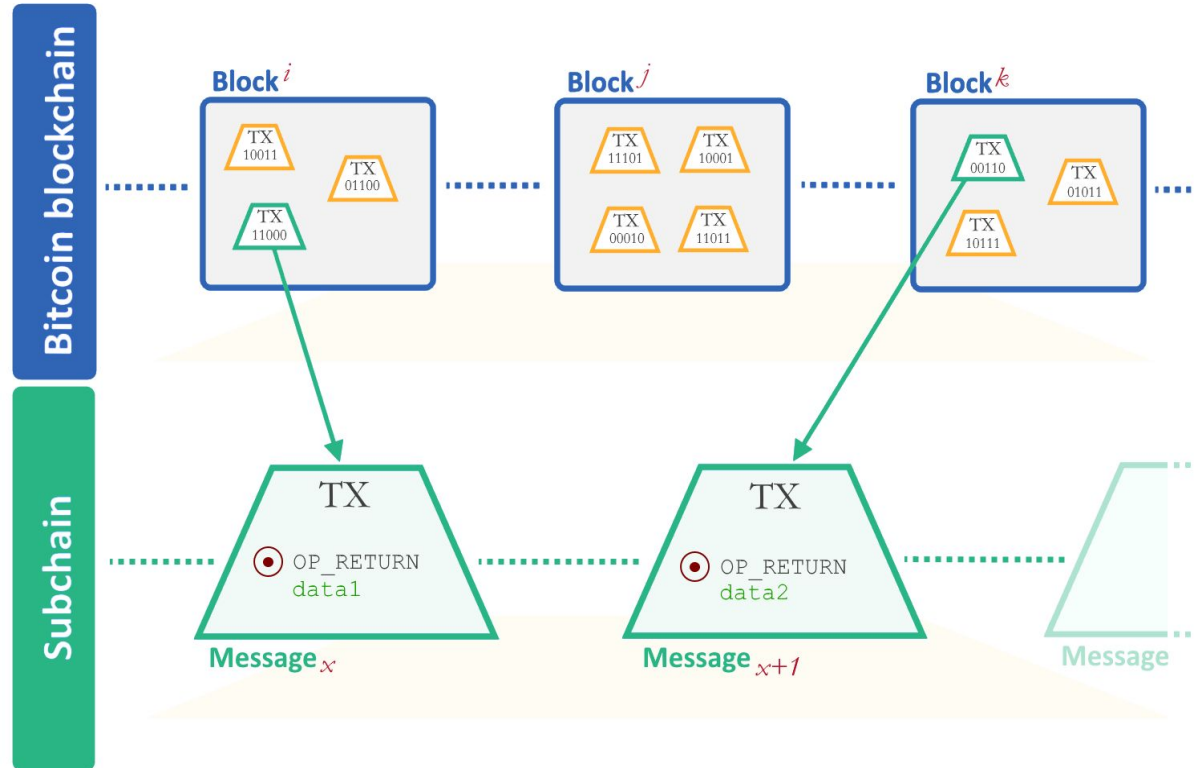 Bitcoin blockchain
Block i
TX
10011
TX
01100
TX
11000
Block j
TX
11101
TX
10001
TX
00010
TX
11011
Block k
TX
00110
TX
01011
TX
10111
Subchain
TX
OP_RETURN
data1
Message x
TX
OP_RETURN
data2
Message x+1
Message